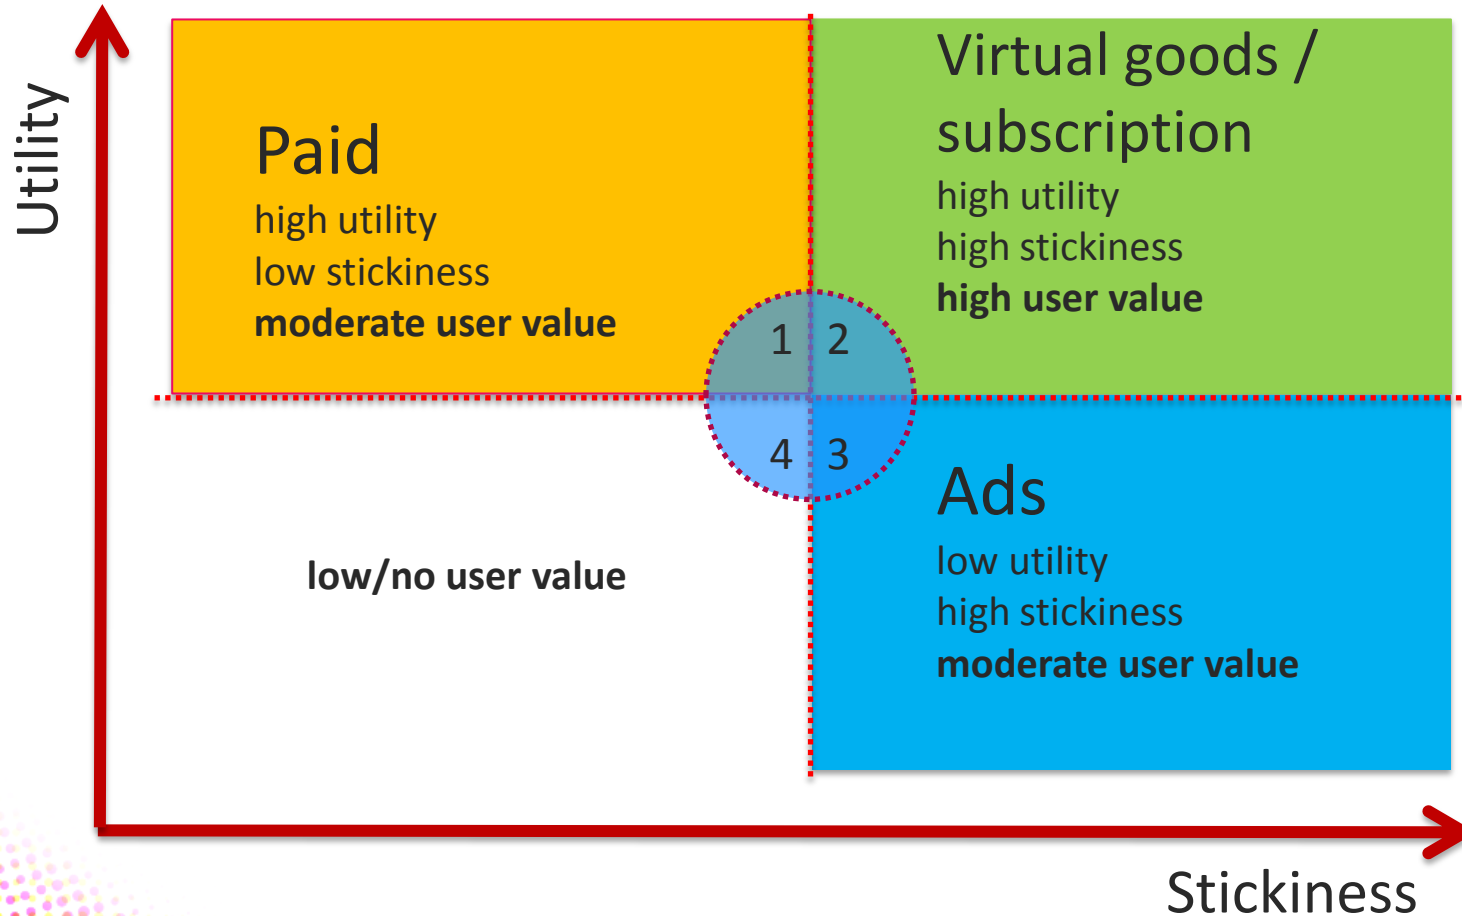 Utility
Paid
high utility
low stickiness
moderate user value
Virtual goods /
subscription
high utility
high stickiness
high user value
1 2
4 3
low/no user value
Ads
low utility
high stickiness
moderate user value
Stickiness